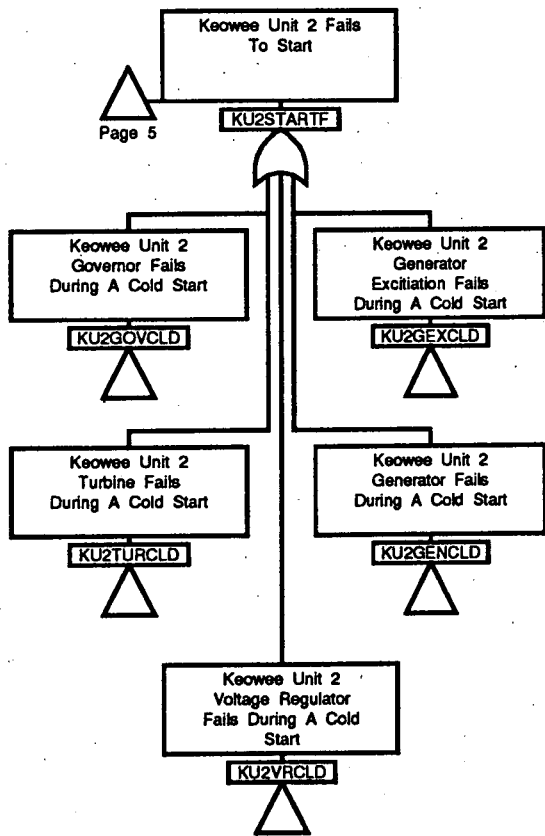 Keowee Unit 2 Fails
To Start
Page 5
KU2STARTF
Keowee Unit 2
Governor Fails
During A Cold Start
KU2GOVCLD
Keowee Unit 2
Generator
Excitiation Fails
During A Cold Start
KU2GEXCLD
Keowee Unit 2
Turbine Fails
During A Cold Start
KU2TURCLD
Keowee Unit 2
Generator Fails
During A Cold Start
KU2GENCLD
Keowee Unit 2
Voltage Regulator
Fails During A Cold
Start
KU2VRCLD